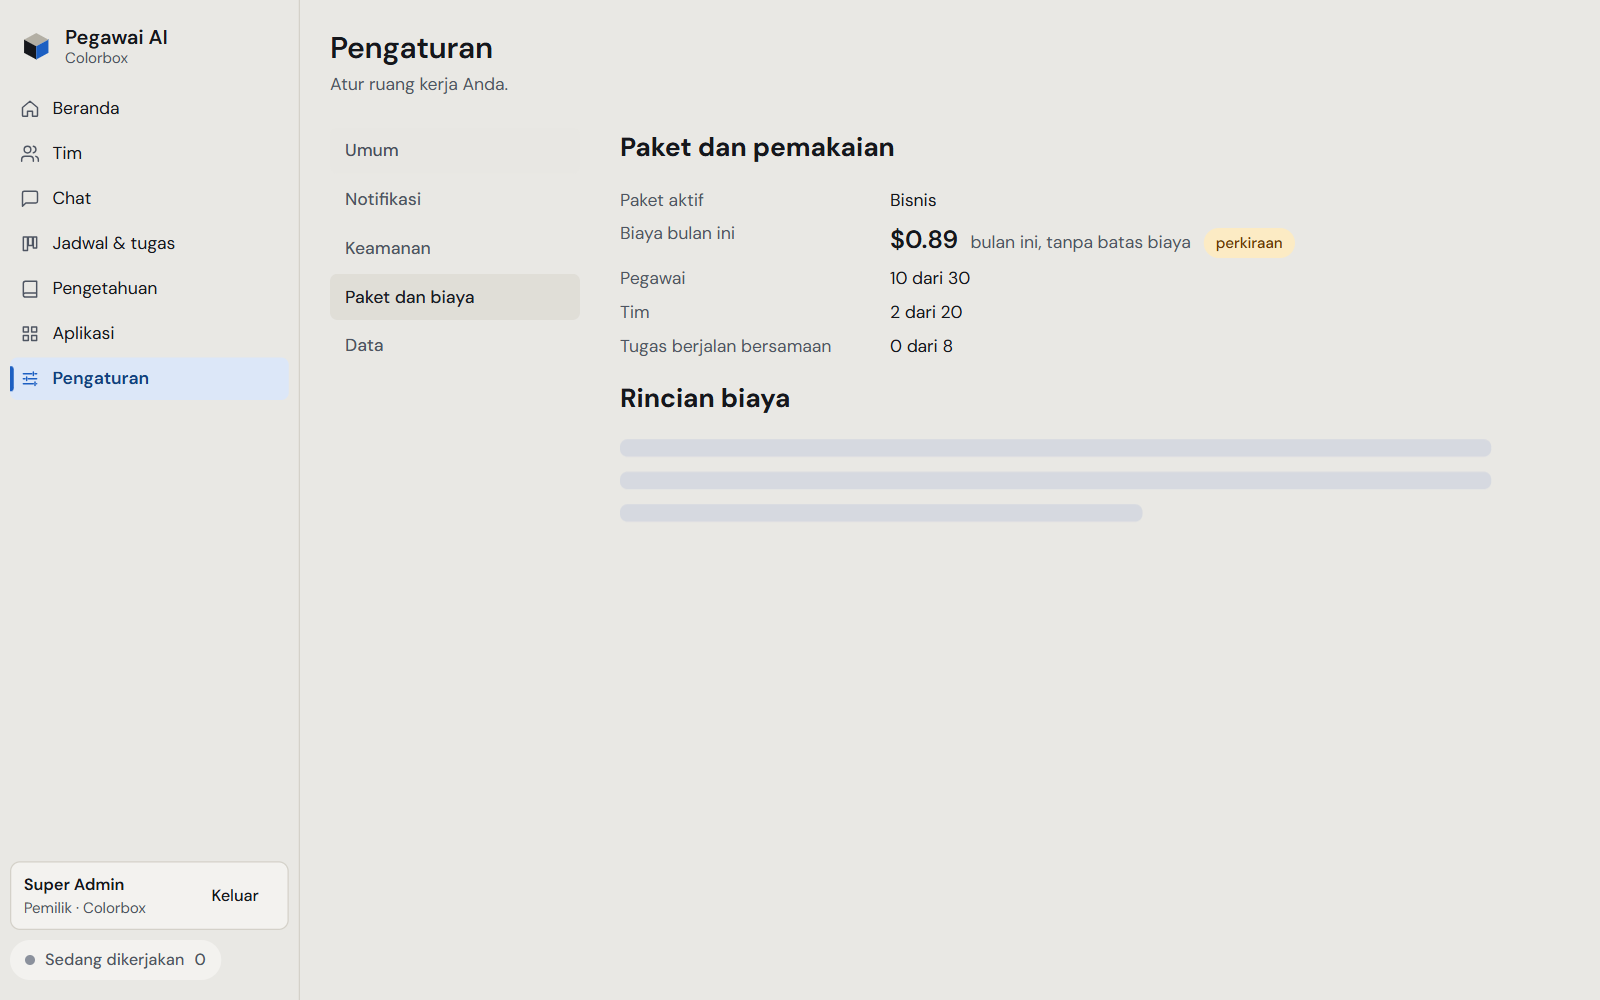 Pegawai AI
Colorbox
Beranda
Tim
Chat
Jadwal & tugas
Pengetahuan
Aplikasi
Pengaturan
Super Admin
Pemilik · Colorbox
Keluar
Sedang dikerjakan 0
Pengaturan
Atur ruang kerja Anda.
Umum
Notifikasi
Keamanan
Paket dan biaya
Data
Paket dan pemakaian
Paket aktif Bisnis
Biaya bulan ini $0.89 bulan ini, tanpa batas biaya perkiraan
Pegawai 10 dari 30
Tim 2 dari 20
Tugas berjalan bersamaan 0 dari 8
Rincian biaya